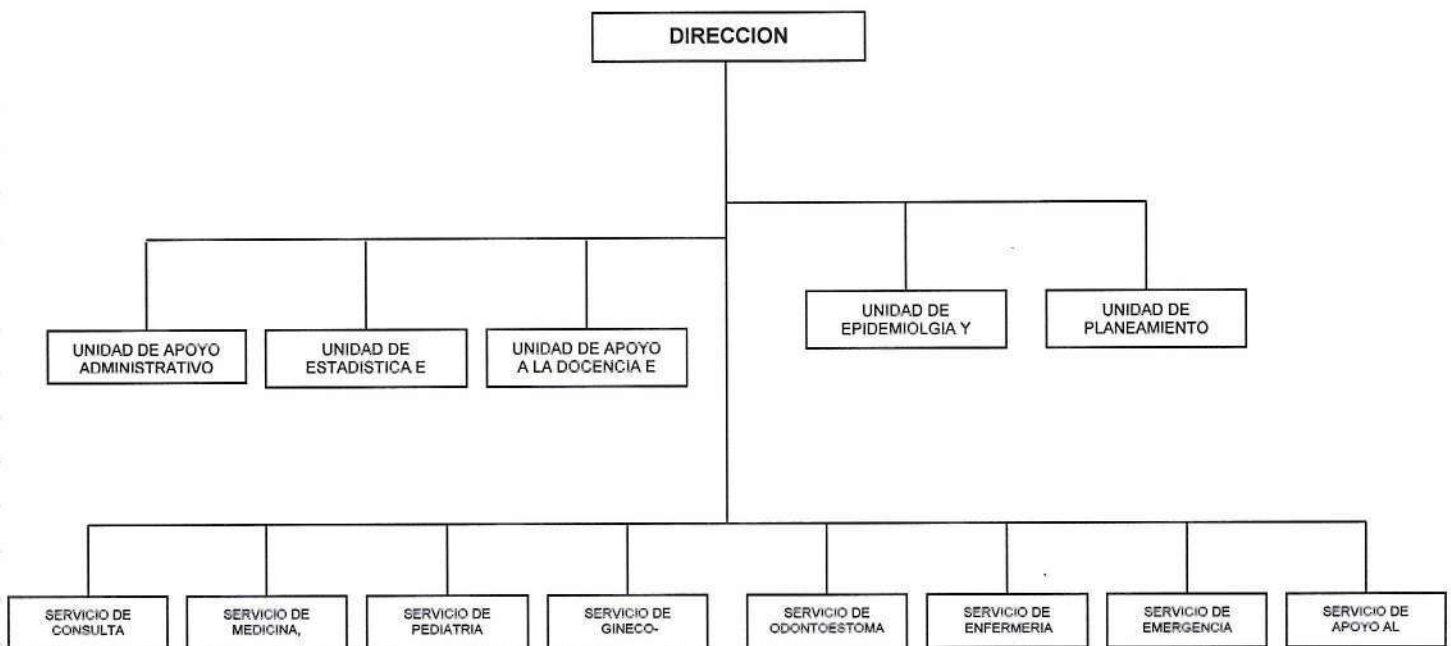 DIRECCION
UNIDAD DE
EPIDEMIOLGIA Y
UNIDAD DE
PLANEAMIENTO
UNIDAD DE APOYO
ADMINISTRATIVO
UNIDAD DE
ESTADISTICA E
UNIDAD DE APOYO
A LA DOCENCIA E
SERVICIO DE
CONSULTA
SERVICIO DE
MEDICINA,
SERVICIO DE
PEDIATRIA
SERVICIO DE
GINECO-
SERVICIO DE
ODONTOESTOMA
SERVICIO DE
ENFERMERIA
SERVICIO DE
EMERGENCIA
SERVICIO DE
APOYO AL